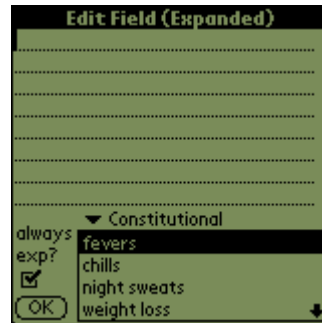 Edit Field (Expanded)
Constitutional
always
exp?
fevers
chills
night sweats
weight loss
OK